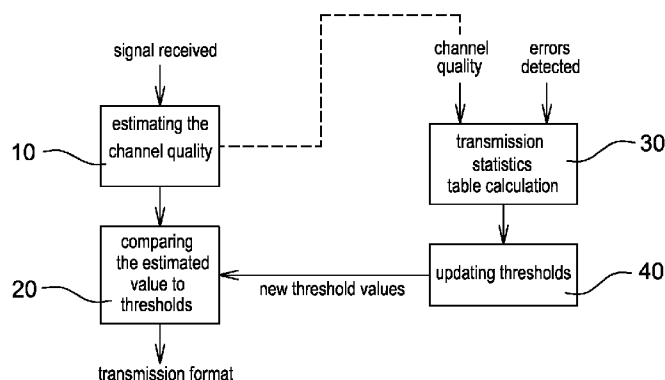 signal received
channel
quality
errors
detected
10
estimating the
channel quality
30
transmission
statistics
table calculation
20
comparing
the estimated
value to
thresholds
new threshold values
updating thresholds
40
transmission format